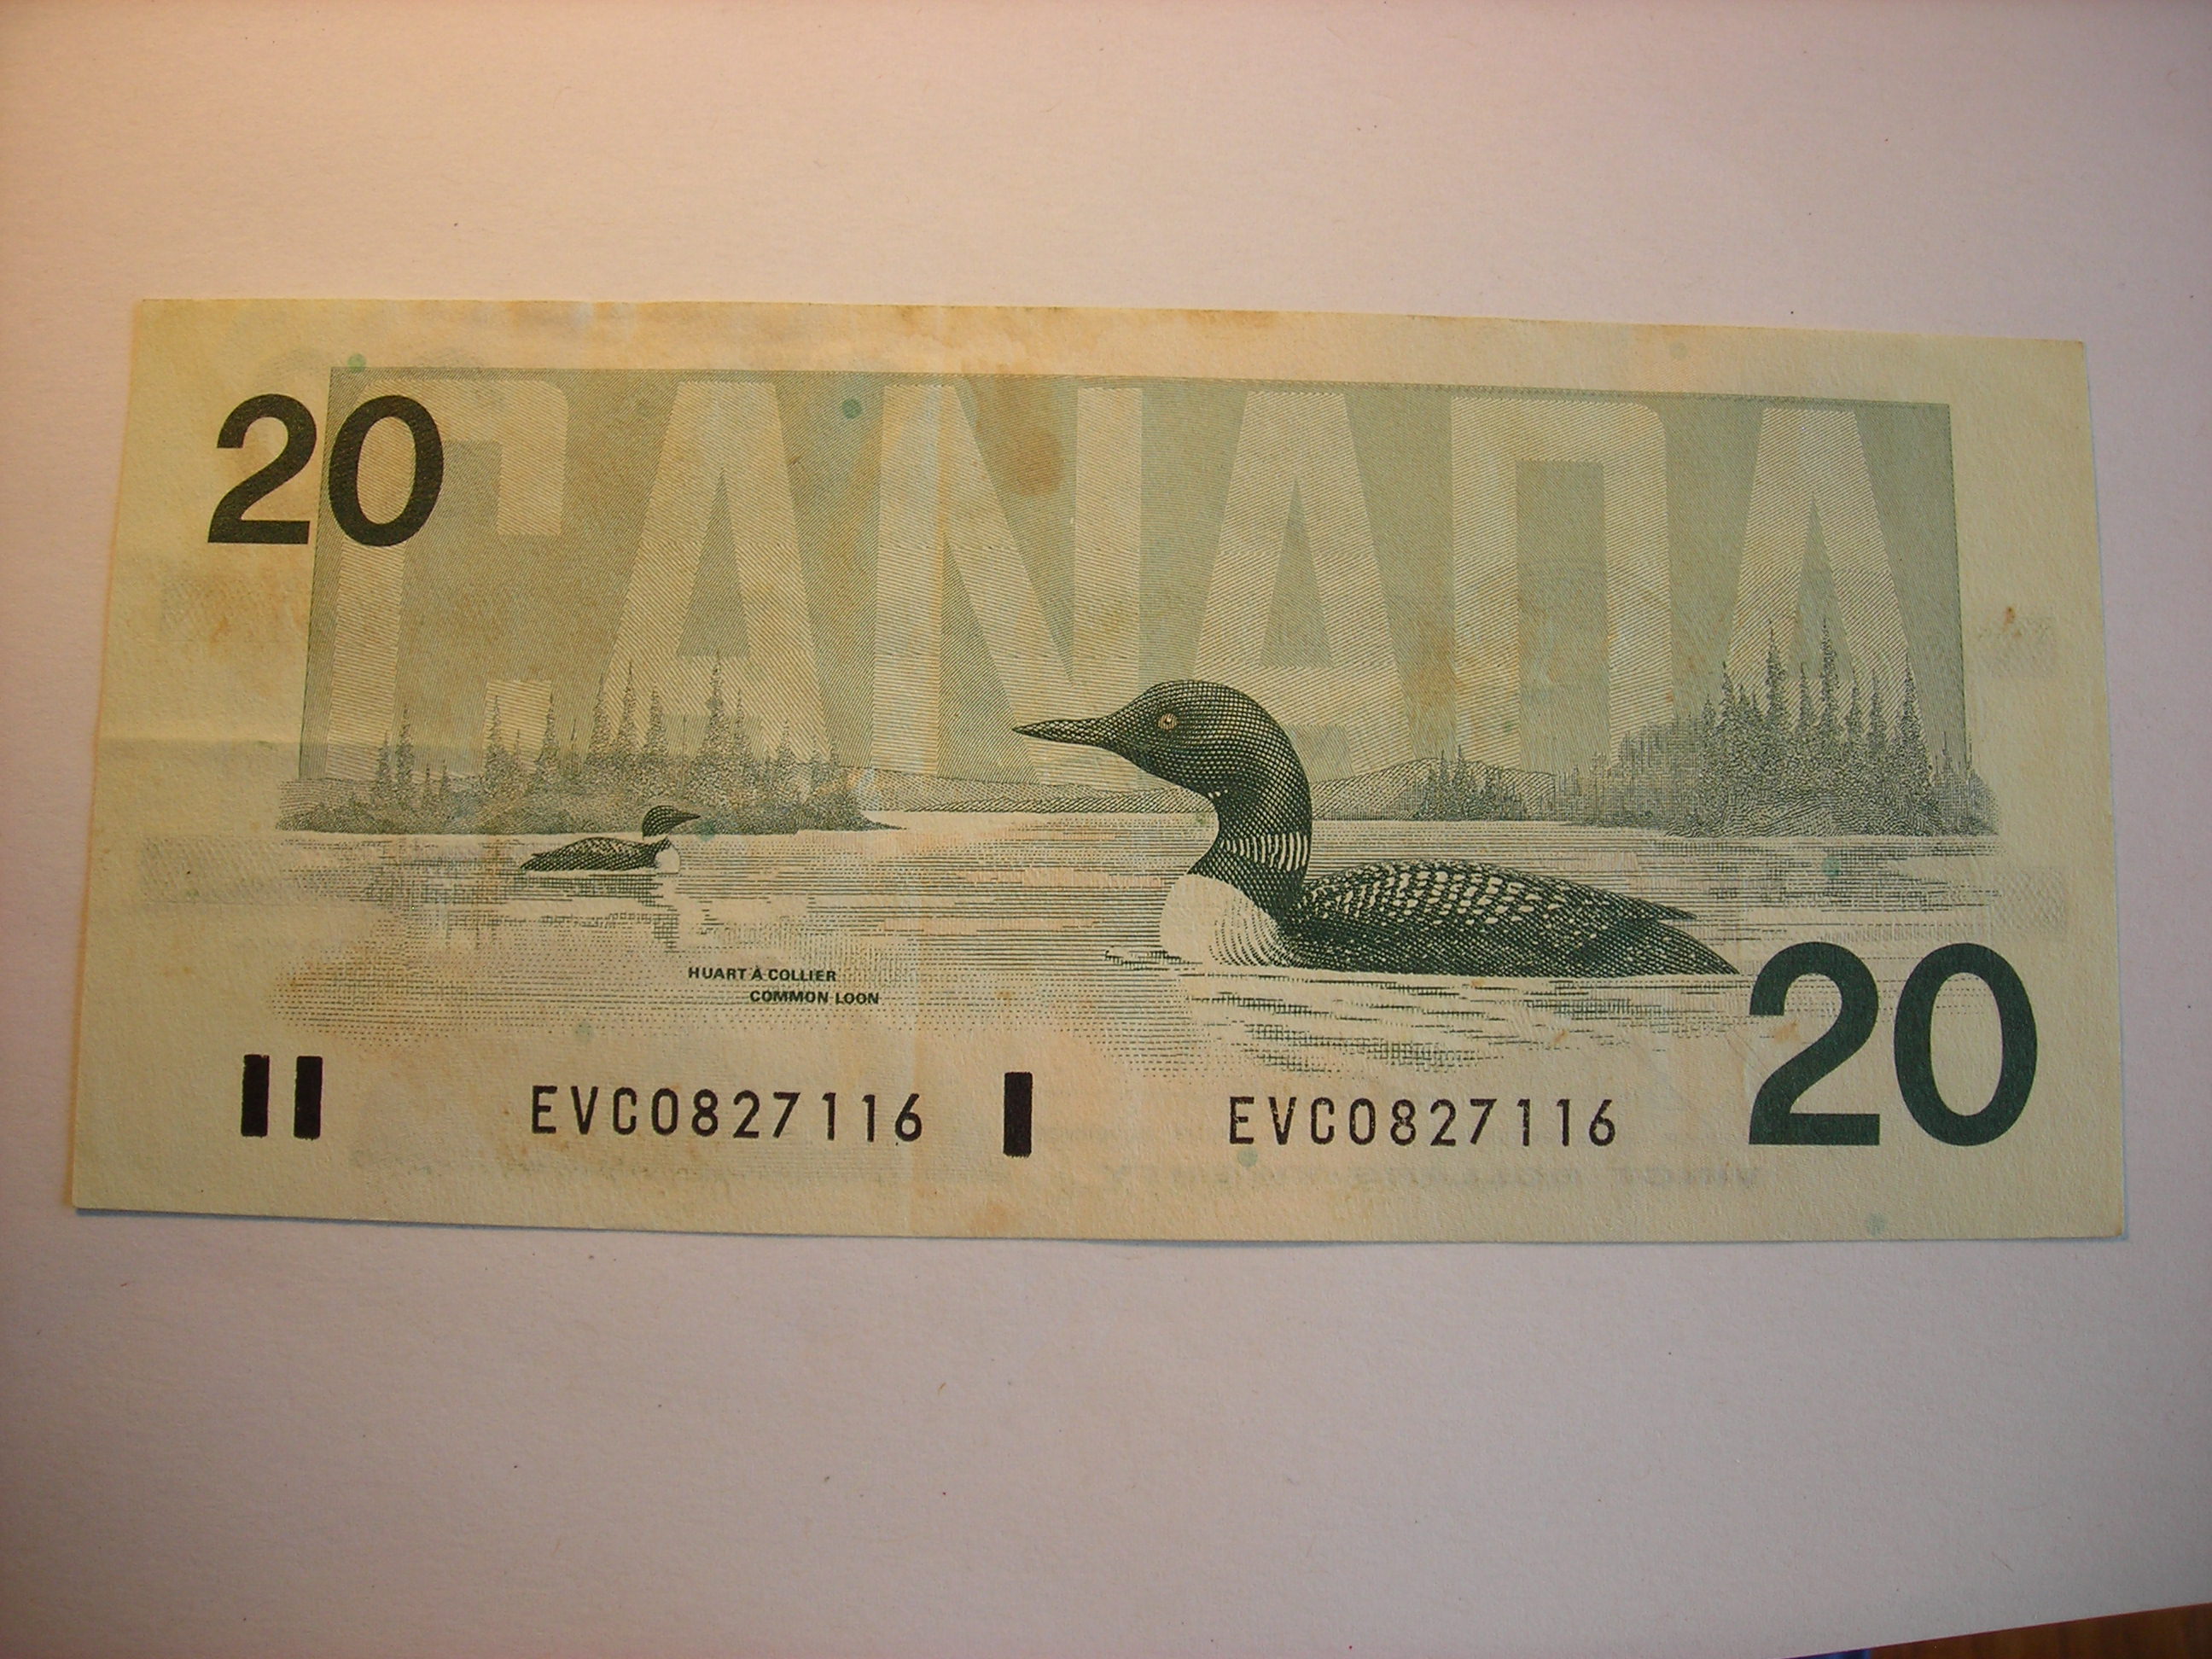 20
CANADA
HUART À COLLIER
COMMON LOON
EVC0827116
EVC0827116
20